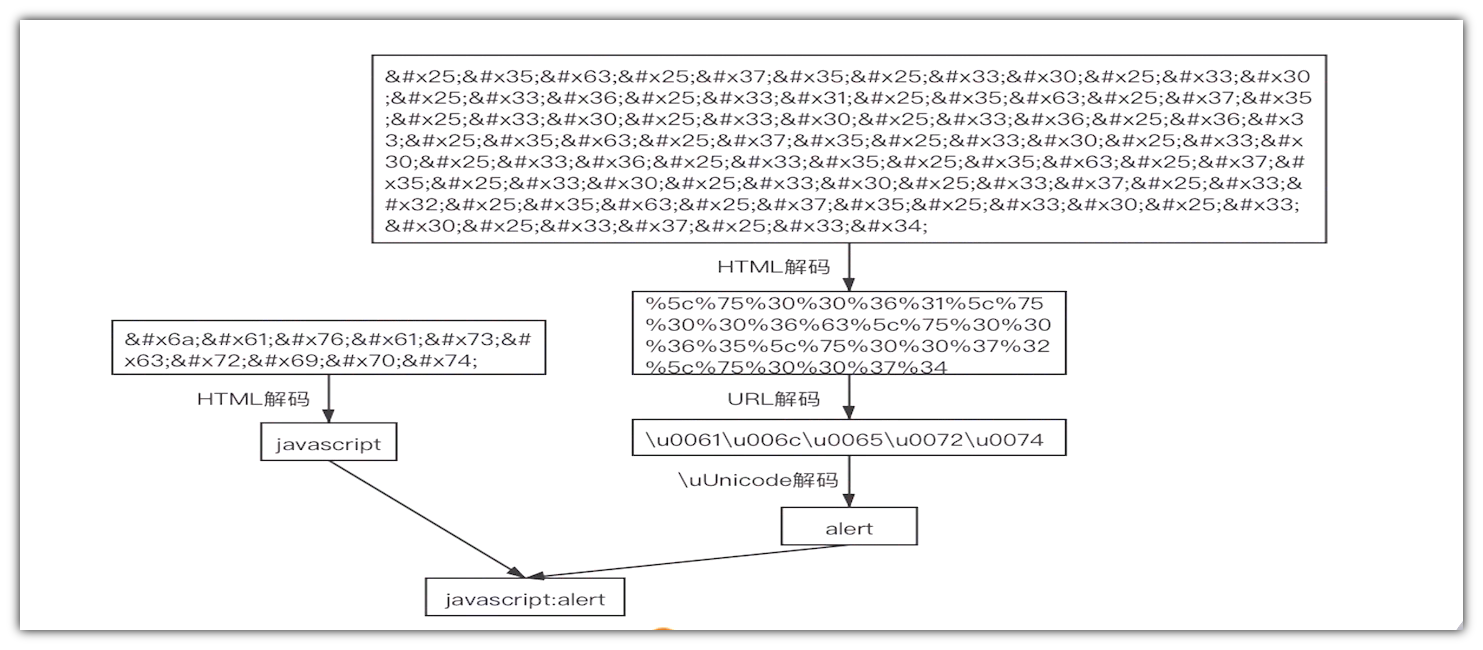 &#x25;&#x35;&#x63;&#x25;&#x37;&#x35;&#x25;&#x33;&#x30;&#x25;&#x33;&#x30
;&#x25;&#x33;&#x36;&#x25;&#x33;&#x31;&#x25;&#x35;&#x63;&#x25;&#x37;&#x35
;&#x25;&#x33;&#x30;&#x25;&#x33;&#x30;&#x25;&#x33;&#x36;&#x25;&#x36;&#x3
3;&#x25;&#x35;&#x63;&#x25;&#x37;&#x35;&#x25;&#x33;&#x30;&#x25;&#x33;&#x
30;&#x25;&#x33;&#x36;&#x25;&#x33;&#x35;&#x25;&#x35;&#x63;&#x25;&#x37;&#
x35;&#x25;&#x33;&#x30;&#x25;&#x33;&#x30;&#x25;&#x33;&#x37;&#x25;&#x33;&
#x32;&#x25;&#x35;&#x63;&#x25;&#x37;&#x35;&#x25;&#x33;&#x30;&#x25;&#x33;
&#x30;&#x25;&#x33;&#x37;&#x25;&#x33;&#x34;
HTML解码
%5c%75%30%30%36%31%5c%75
%30%30%36%63%5c%75%30%30
%36%35%5c%75%30%30%37%32
%5c%75%30%30%37%34
&#x6a;&#x61;&#x76;&#x61;&#x73;&#
x63;&#x72;&#x69;&#x70;&#x74;
HTML解码
URL解码
javascript
\u0061\u006c\u0065\u0072\u0074
\uUnicode解码
alert
javascript:alert